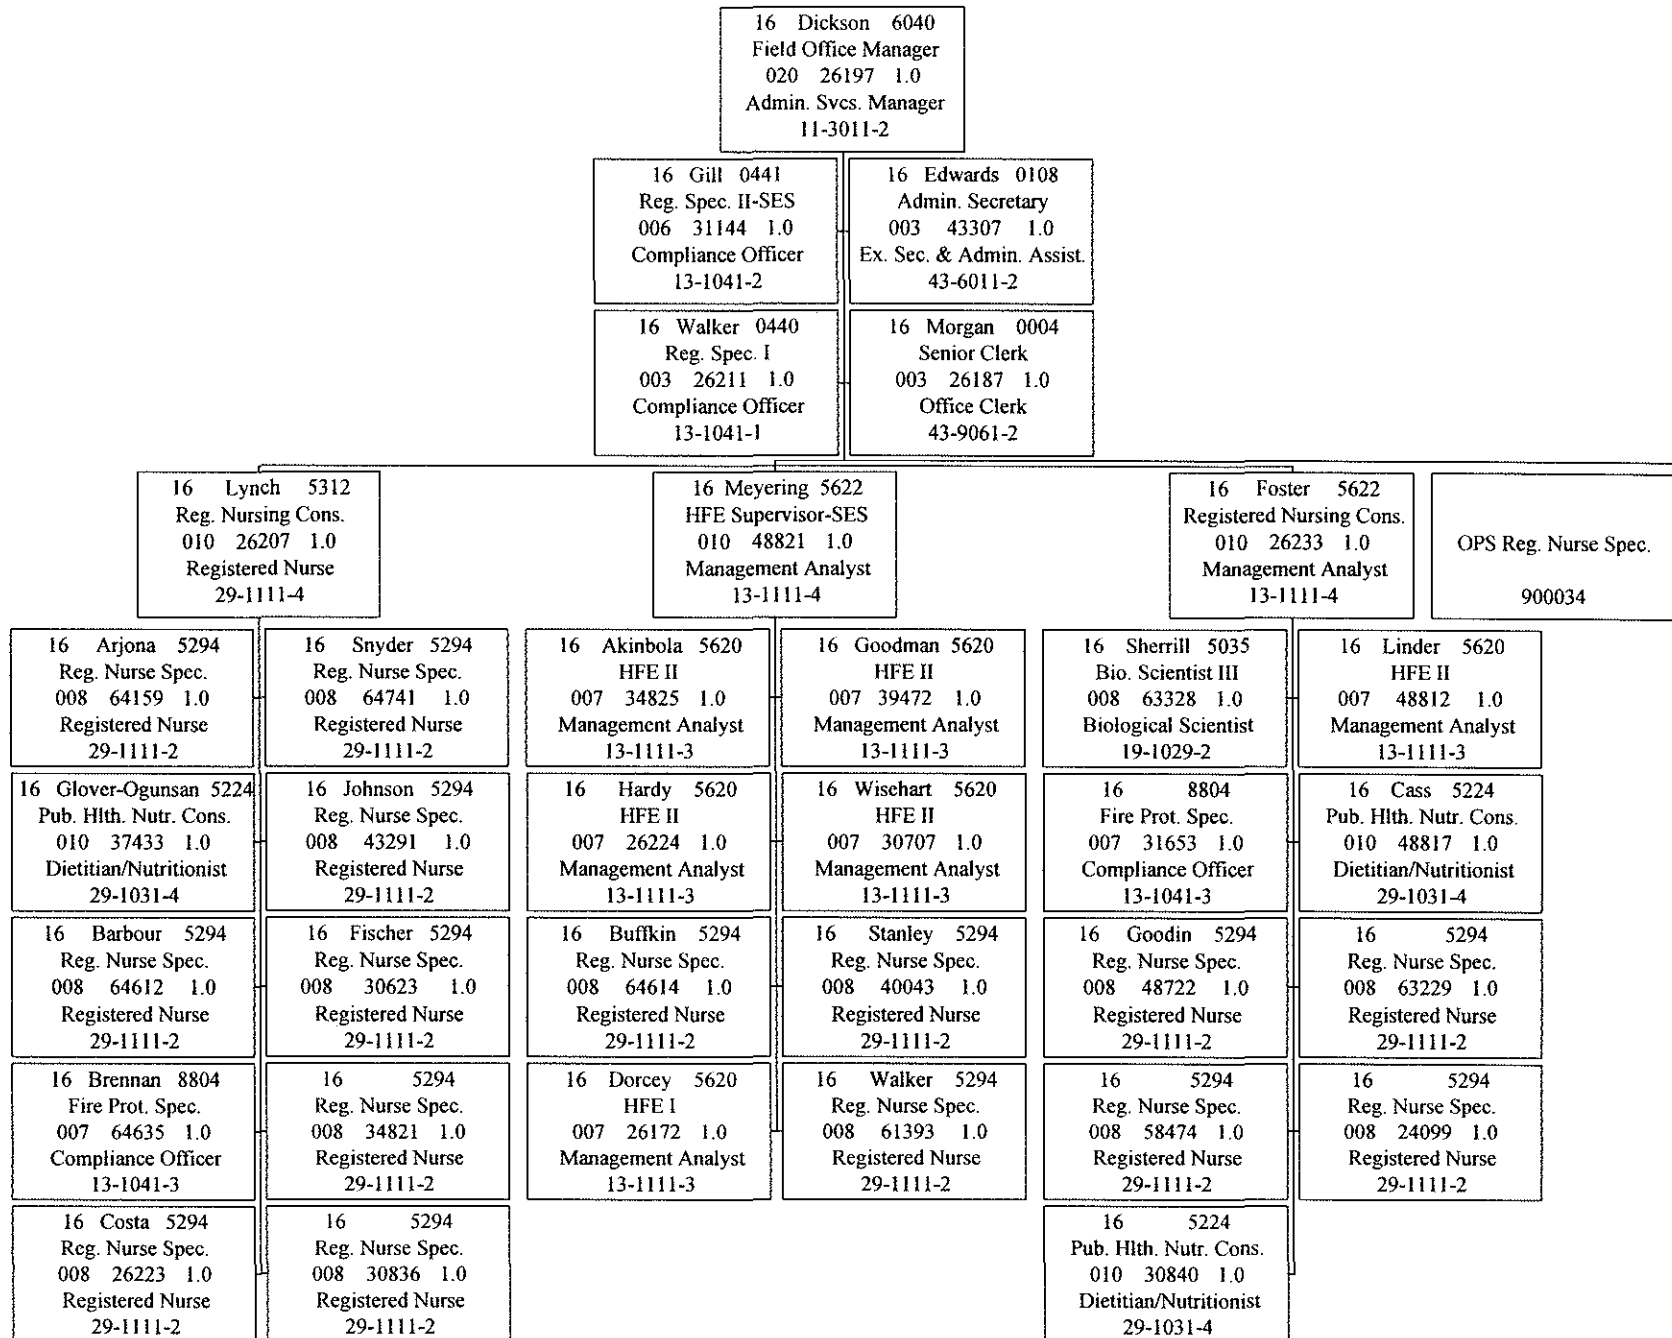 16 Dickson 6040
Field Office Manager
020 26197 1.0
Admin. Svcs. Manager
11-3011-2
16 Gill 0441
Reg. Spec. II-SES
006 31144 1.0
Compliance Officer
13-1041-2
16 Edwards 0108
Admin. Secretary
003 43307 1.0
Ex. Sec. & Admin. Assist.
43-6011-2
16 Walker 0440
Reg. Spec. I
003 26211 1.0
Compliance Officer
13-1041-1
16 Morgan 0004
Senior Clerk
003 26187 1.0
Office Clerk
43-9061-2
16 Lynch 5312
Reg. Nursing Cons.
010 26207 1.0
Registered Nurse
29-1111-4
16 Meyering 5622
HFE Supervisor-SES
010 48821 1.0
Management Analyst
13-1111-4
16 Foster 5622
Registered Nursing Cons.
010 26233 1.0
Management Analyst
13-1111-4
OPS Reg. Nurse Spec.
900034
16 Arjona 5294
Reg. Nurse Spec.
008 64159 1.0
Registered Nurse
29-1111-2
16 Snyder 5294
Reg. Nurse Spec.
008 64741 1.0
Registered Nurse
29-1111-2
16 Akinbola 5620
HFE II
007 34825 1.0
Management Analyst
13-1111-3
16 Goodman 5620
HFE II
007 39472 1.0
Management Analyst
13-1111-3
16 Sherrill 5035
Bio. Scientist III
008 63328 1.0
Biological Scientist
19-1029-2
16 Linder 5620
HFE II
007 48812 1.0
Management Analyst
13-1111-3
16 Glover-Ogunsan 5224
Pub. Hlth. Nutr. Cons.
010 37433 1.0
Dietitian/Nutritionist
29-1031-4
16 Johnson 5294
Reg. Nurse Spec.
008 43291 1.0
Registered Nurse
29-1111-2
16 Hardy 5620
HFE II
007 26224 1.0
Management Analyst
13-1111-3
16 Wisehart 5620
HFE II
007 30707 1.0
Management Analyst
13-1111-3
16 8804
Fire Prot. Spec.
007 31653 1.0
Compliance Officer
13-1041-3
16 Cass 5224
Pub. Hlth. Nutr. Cons.
010 48817 1.0
Dietitian/Nutritionist
29-1031-4
16 Barbour 5294
Reg. Nurse Spec.
008 64612 1.0
Registered Nurse
29-1111-2
16 Fischer 5294
Reg. Nurse Spec.
008 30623 1.0
Registered Nurse
29-1111-2
16 Buffkin 5294
Reg. Nurse Spec.
008 64614 1.0
Registered Nurse
29-1111-2
16 Stanley 5294
Reg. Nurse Spec.
008 40043 1.0
Registered Nurse
29-1111-2
16 Goodin 5294
Reg. Nurse Spec.
008 48722 1.0
Registered Nurse
29-1111-2
16 5294
Reg. Nurse Spec.
008 63229 1.0
Registered Nurse
29-1111-2
16 Brennan 8804
Fire Prot. Spec.
007 64635 1.0
Compliance Officer
13-1041-3
16 5294
Reg. Nurse Spec.
008 34821 1.0
Registered Nurse
29-1111-2
16 Dorcey 5620
HFE I
007 26172 1.0
Management Analyst
13-1111-3
16 Walker 5294
Reg. Nurse Spec.
008 61393 1.0
Registered Nurse
29-1111-2
16 5294
Reg. Nurse Spec.
008 58474 1.0
Registered Nurse
29-1111-2
16 5294
Reg. Nurse Spec.
008 24099 1.0
Registered Nurse
29-1111-2
16 Costa 5294
Reg. Nurse Spec.
008 26223 1.0
Registered Nurse
29-1111-2
16 5294
Reg. Nurse Spec.
008 30836 1.0
Registered Nurse
29-1111-2
16 5224
Pub. Hlth. Nutr. Cons.
010 30840 1.0
Dietitian/Nutritionist
29-1031-4